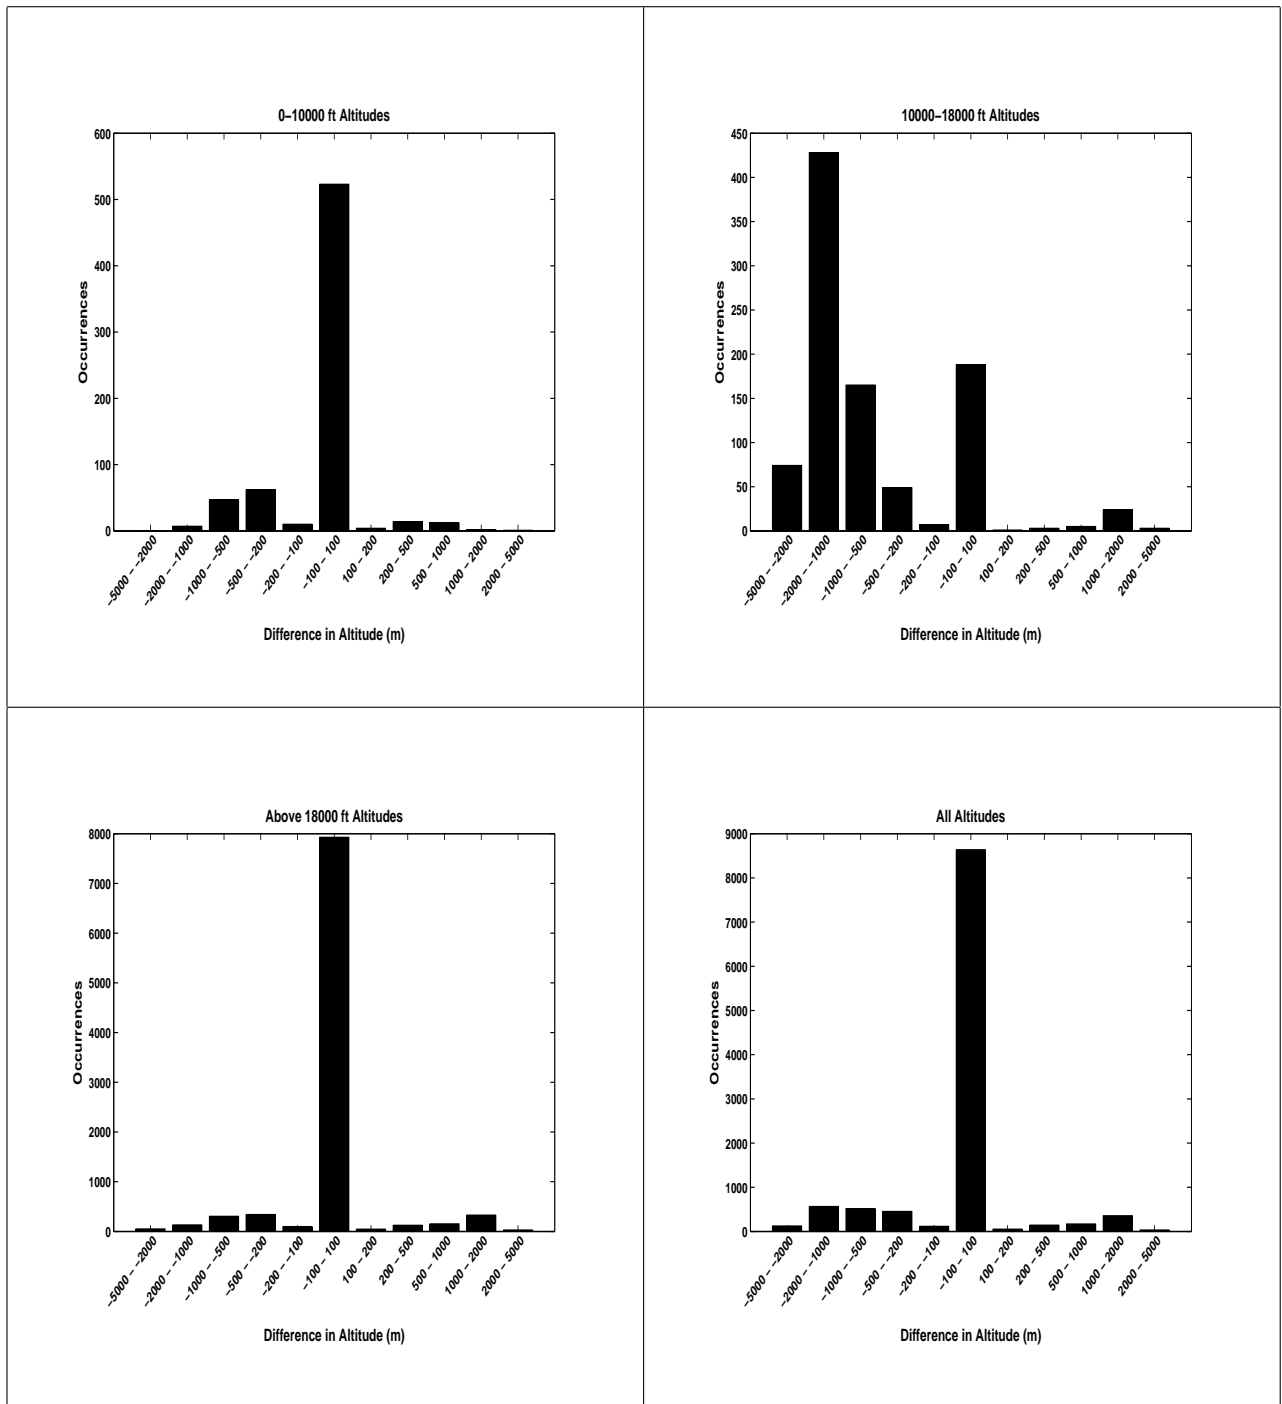 0–10000 ft Altitudes
600
500
400
300
200
100
0
Occurrences
–5000 – –2000
–2000 – –1000
–1000 – –500
–500 – –200
–200 – –100
–100 – 100
100 – 200
200 – 500
500 – 1000
1000 – 2000
2000 – 5000
Difference in Altitude (m)
10000–18000 ft Altitudes
450
400
350
300
250
200
150
100
50
0
Occurrences
–5000 – –2000
–2000 – –1000
–1000 – –500
–500 – –200
–200 – –100
–100 – 100
100 – 200
200 – 500
500 – 1000
1000 – 2000
2000 – 5000
Difference in Altitude (m)
Above 18000 ft Altitudes
8000
7000
6000
5000
4000
3000
2000
1000
0
Occurrences
–5000 – –2000
–2000 – –1000
–1000 – –500
–500 – –200
–200 – –100
–100 – 100
100 – 200
200 – 500
500 – 1000
1000 – 2000
2000 – 5000
Difference in Altitude (m)
All Altitudes
9000
8000
7000
6000
5000
4000
3000
2000
1000
0
Occurrences
–5000 – –2000
–2000 – –1000
–1000 – –500
–500 – –200
–200 – –100
–100 – 100
100 – 200
200 – 500
500 – 1000
1000 – 2000
2000 – 5000
Difference in Altitude (m)